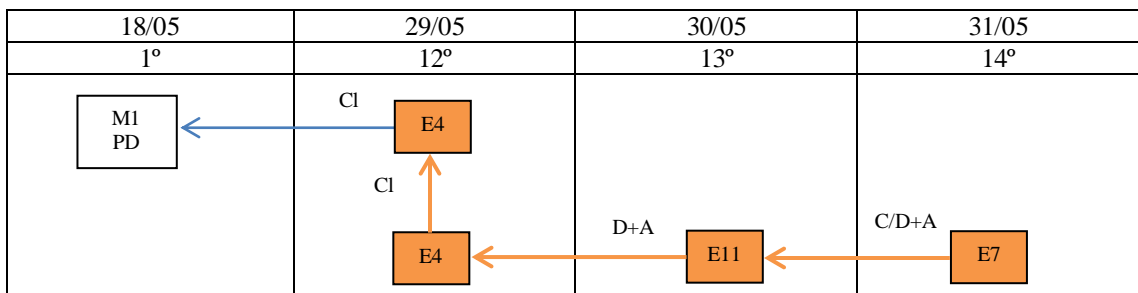 18/05 29/05 30/05 31/05
1º 12º 13º 14º
Cl
M1
PD
E4
Cl
D+A
C/D+A
E4
E11
E7